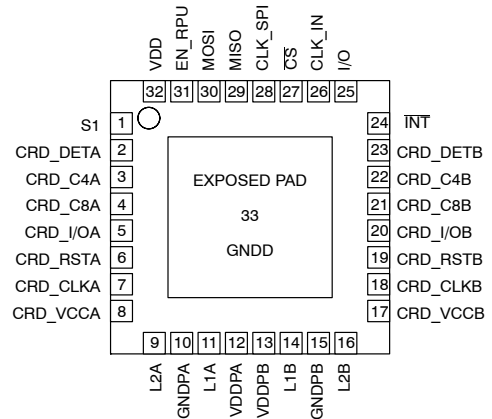 VDD
EN_RPU
MOSI
MISO
CLK_SPI
CS
CLK_IN
I/O
32 31 30 29 28 27 26 25
S1 1
CRD_DETA 2
CRD_C4A 3
CRD_C8A 4
CRD_I/OA 5
CRD_RSTA 6
CRD_CLKA 7
CRD_VCCA 8
EXPOSED PAD
33
GNDD
24 INT
23 CRD_DETB
22 CRD_C4B
21 CRD_C8B
20 CRD_I/OB
19 CRD_RSTB
18 CRD_CLKB
17 CRD_VCCB
9 10 11 12 13 14 15 16
L2A
GNDPA
L1A
VDDPA
VDDPB
L1B
GNDPB
L2B